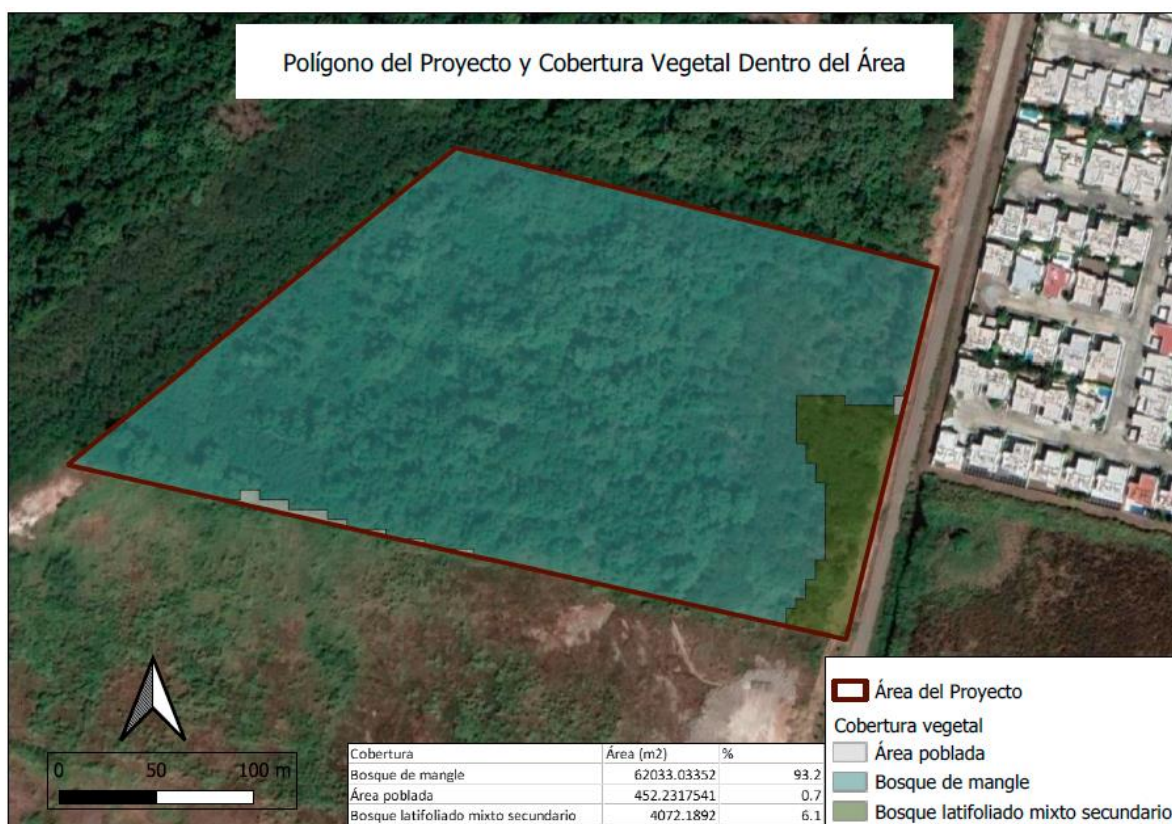 Polígono del Proyecto y Cobertura Vegetal Dentro del Área
Área del Proyecto
Cobertura vegetal
Área poblada
Bosque de mangle
Bosque latifoliado mixto secundario
0 50 100 m
Cobertura Área (m2) %
Bosque de mangle 62033.03352 93.2
Área poblada 452.2317541 0.7
Bosque latifoliado mixto secundario 4072.1892 6.1